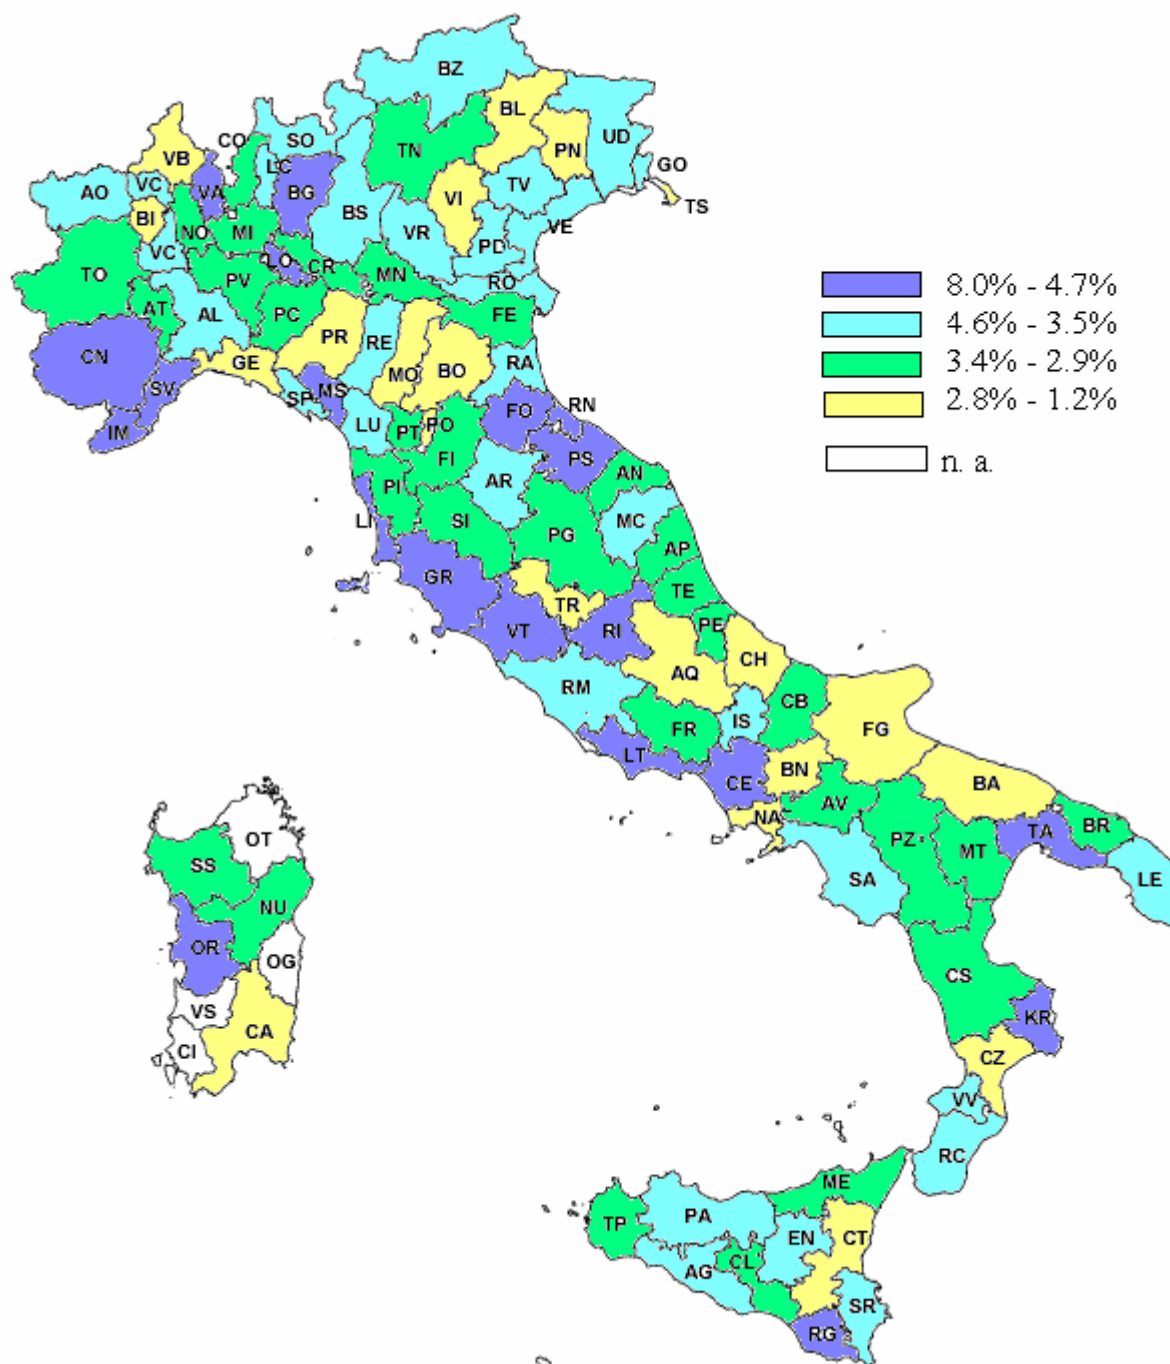 BZ
BL
UD
CO
SO
TN
PN
VB
LC
GO
AO
VC
VA
BG
TV
TS
VI
BS
BI
NO
MI
VR
PD
VE
VC
LO
CR
TO
PV
MN
RO
AT
AL
PC
FE
8.0% - 4.7%
4.6% - 3.5%
3.4% - 2.9%
2.8% - 1.2%
n. a.
CN
GE
PR
RE
MO
BO
RA
SV
SP
MS
FO
RN
IM
LU
PT
PO
PS
FI
AN
PI
AR
LI
SI
PG
MC
AP
GR
TR
TE
VT
RI
PE
CH
RM
AQ
CB
IS
FR
FG
LT
CE
BN
BA
AV
NA
TA
BR
OT
PZ
MT
SS
SA
LE
NU
OR
OG
CS
VS
KR
CI
CA
CZ
VV
RC
ME
TP
PA
EN
CT
AG
CL
SR
RG